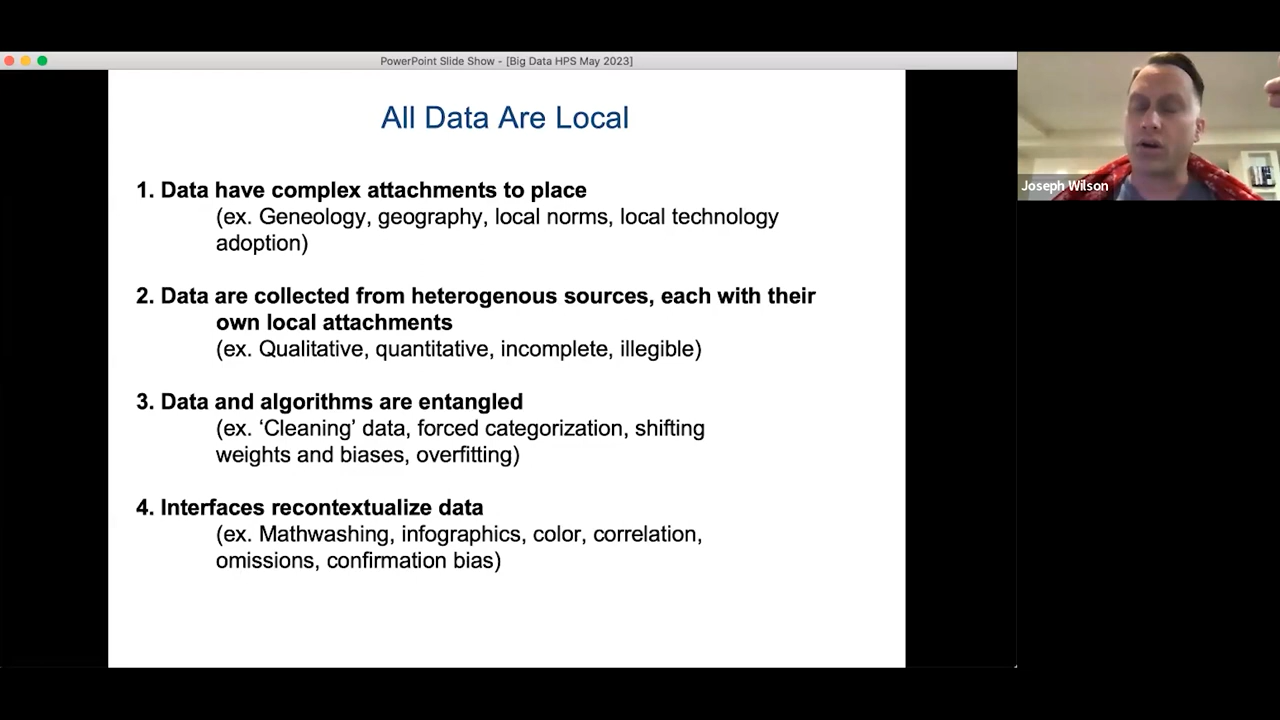 PowerPoint Slide Show - [Big Data HPS May 2023]
All Data Are Local
1. Data have complex attachments to place
(ex. Geneology, geography, local norms, local technology
adoption)
2. Data are collected from heterogenous sources, each with their
own local attachments
(ex. Qualitative, quantitative, incomplete, illegible)
3. Data and algorithms are entangled
(ex. ‘Cleaning’ data, forced categorization, shifting
weights and biases, overfitting)
4. Interfaces recontextualize data
(ex. Mathwashing, infographics, color, correlation,
omissions, confirmation bias)
Joseph Wilson